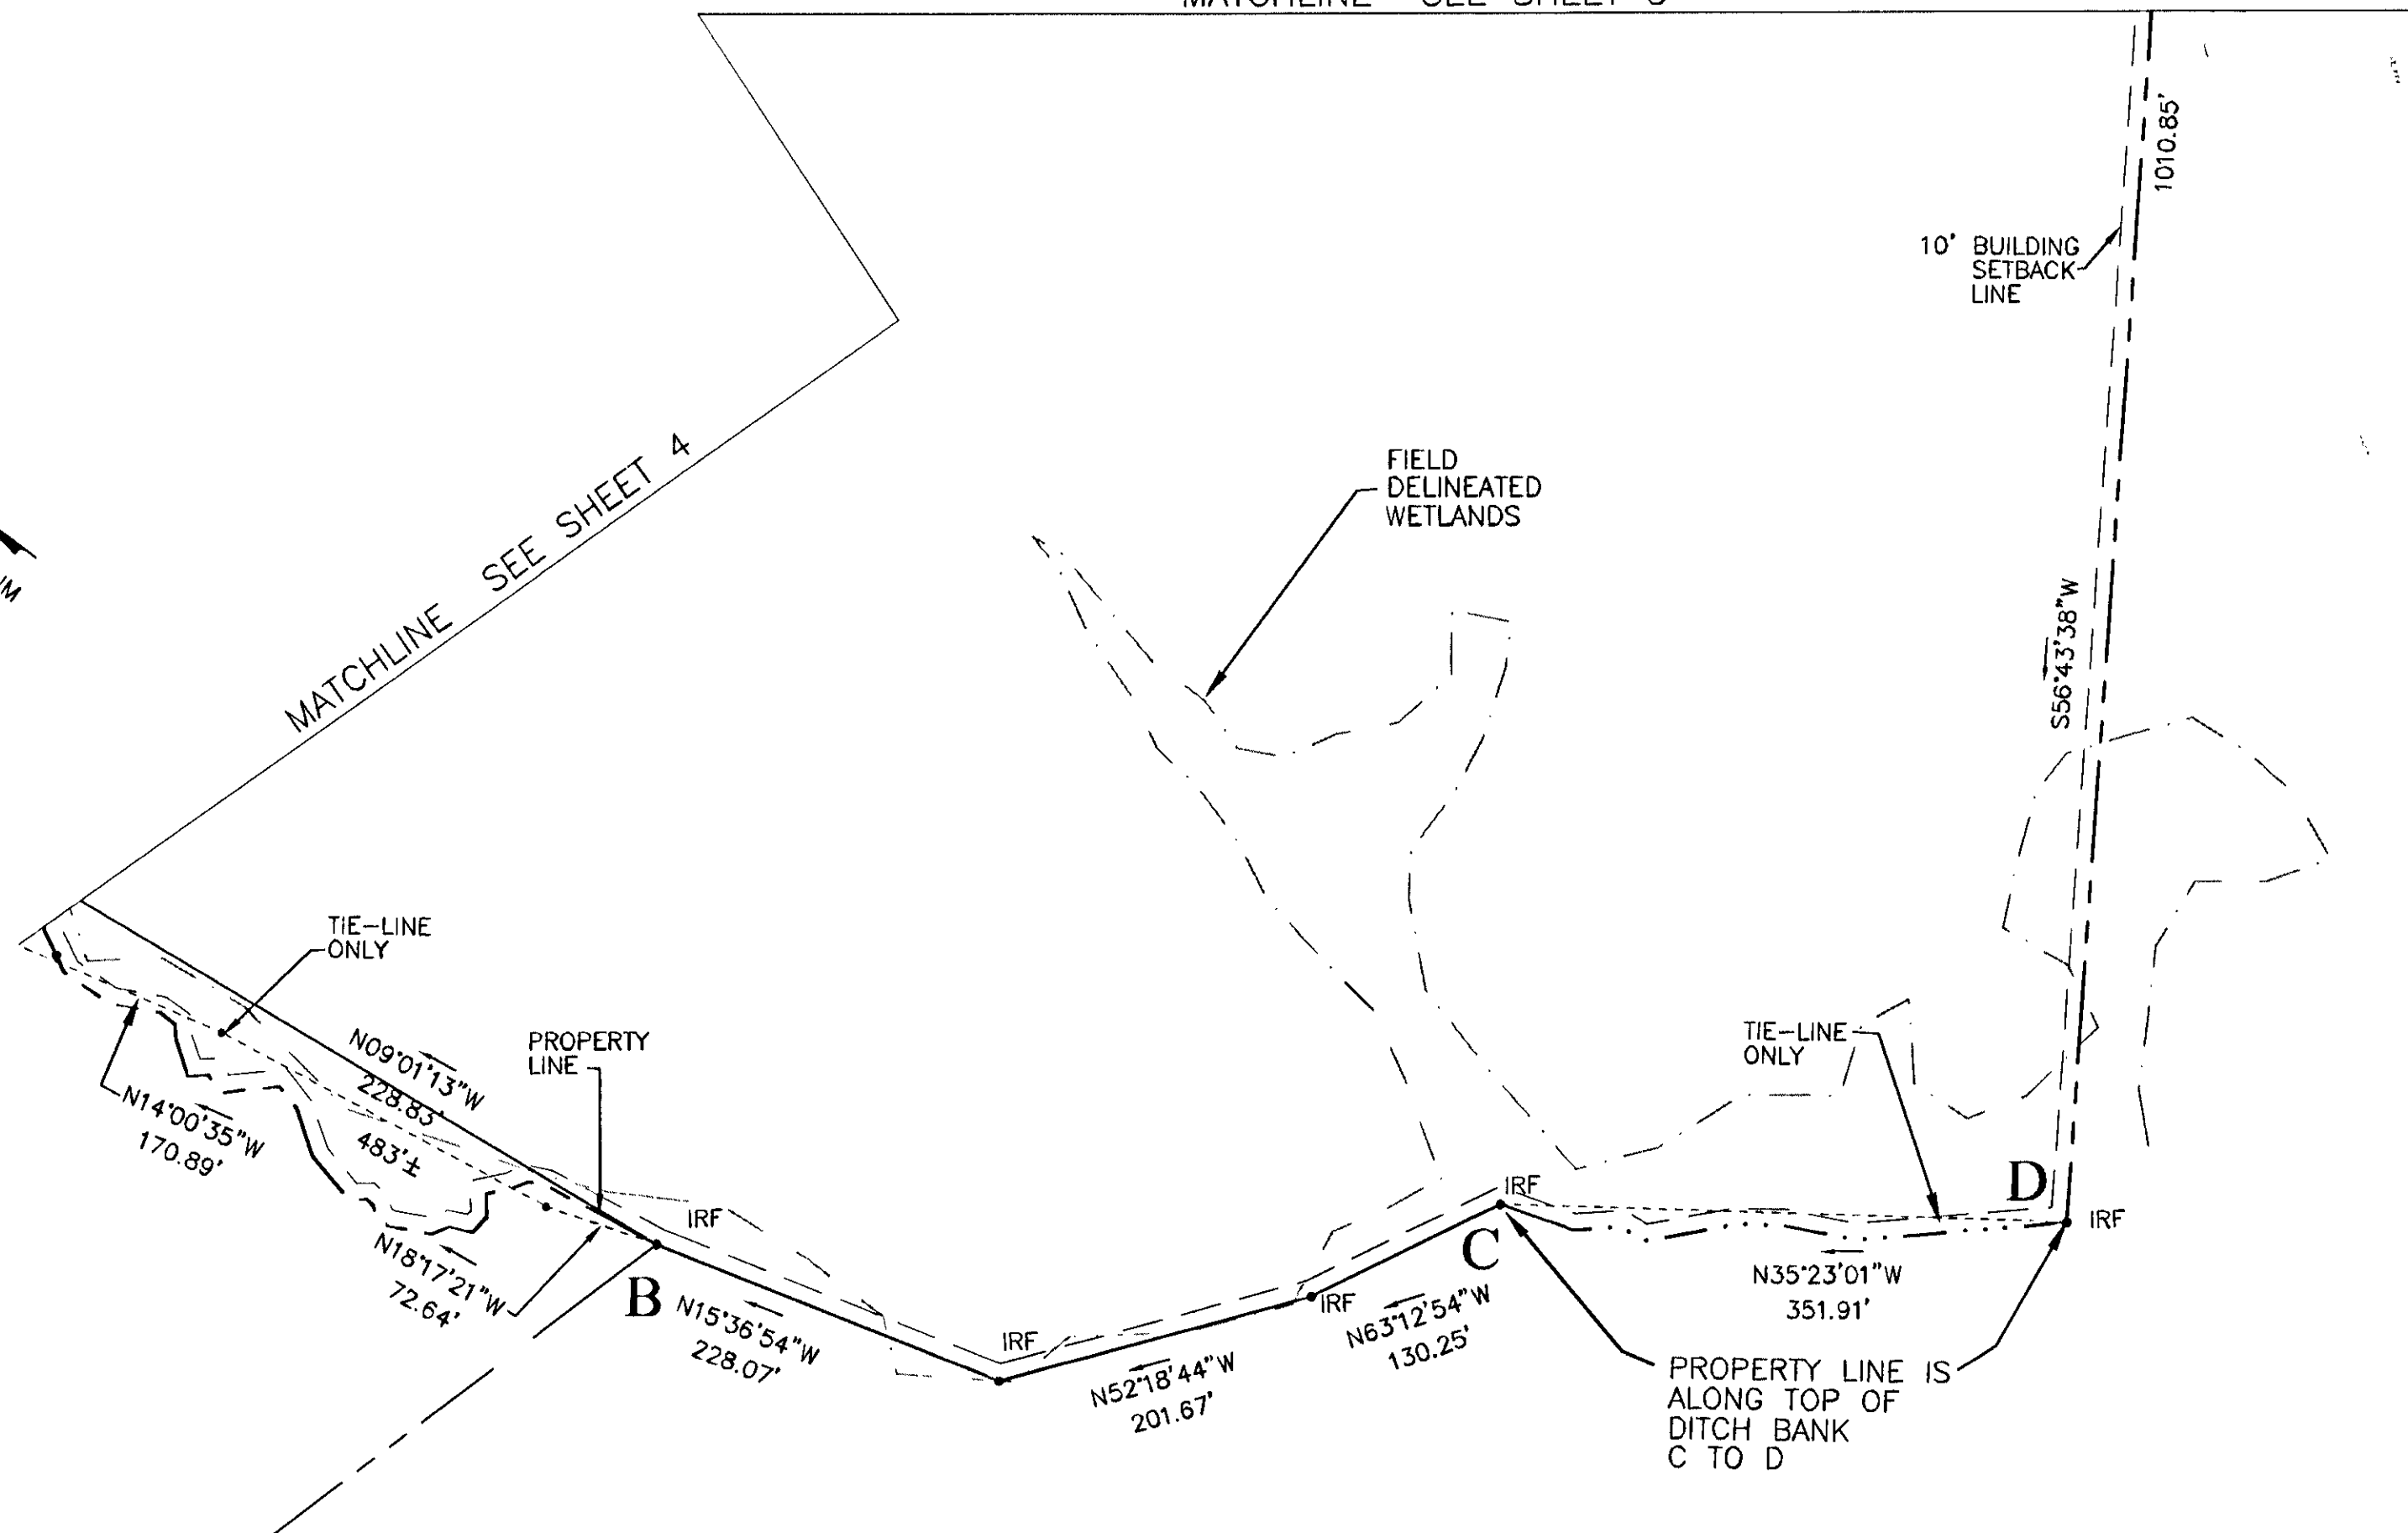 1010.85'
10' BUILDING
SETBACK
LINE
MATCHLINE SEE SHEET 4
FIELD
DELINEATED
WETLANDS
S56°43'38"W
TIE-LINE
ONLY
N09°01'13"W
228.83'
PROPERTY
LINE
N14°00'35"W
170.89'
483'±
TIE-LINE
ONLY
IRF
IRF
D
IRF
C
N18°17'21"W
72.64'
B
N15°36'54"W
228.07'
IRF
IRF
N63°12'54"W
130.25'
N35°23'01"W
351.91'
N52°18'44"W
201.67'
PROPERTY LINE IS
ALONG TOP OF
DITCH BANK
C TO D